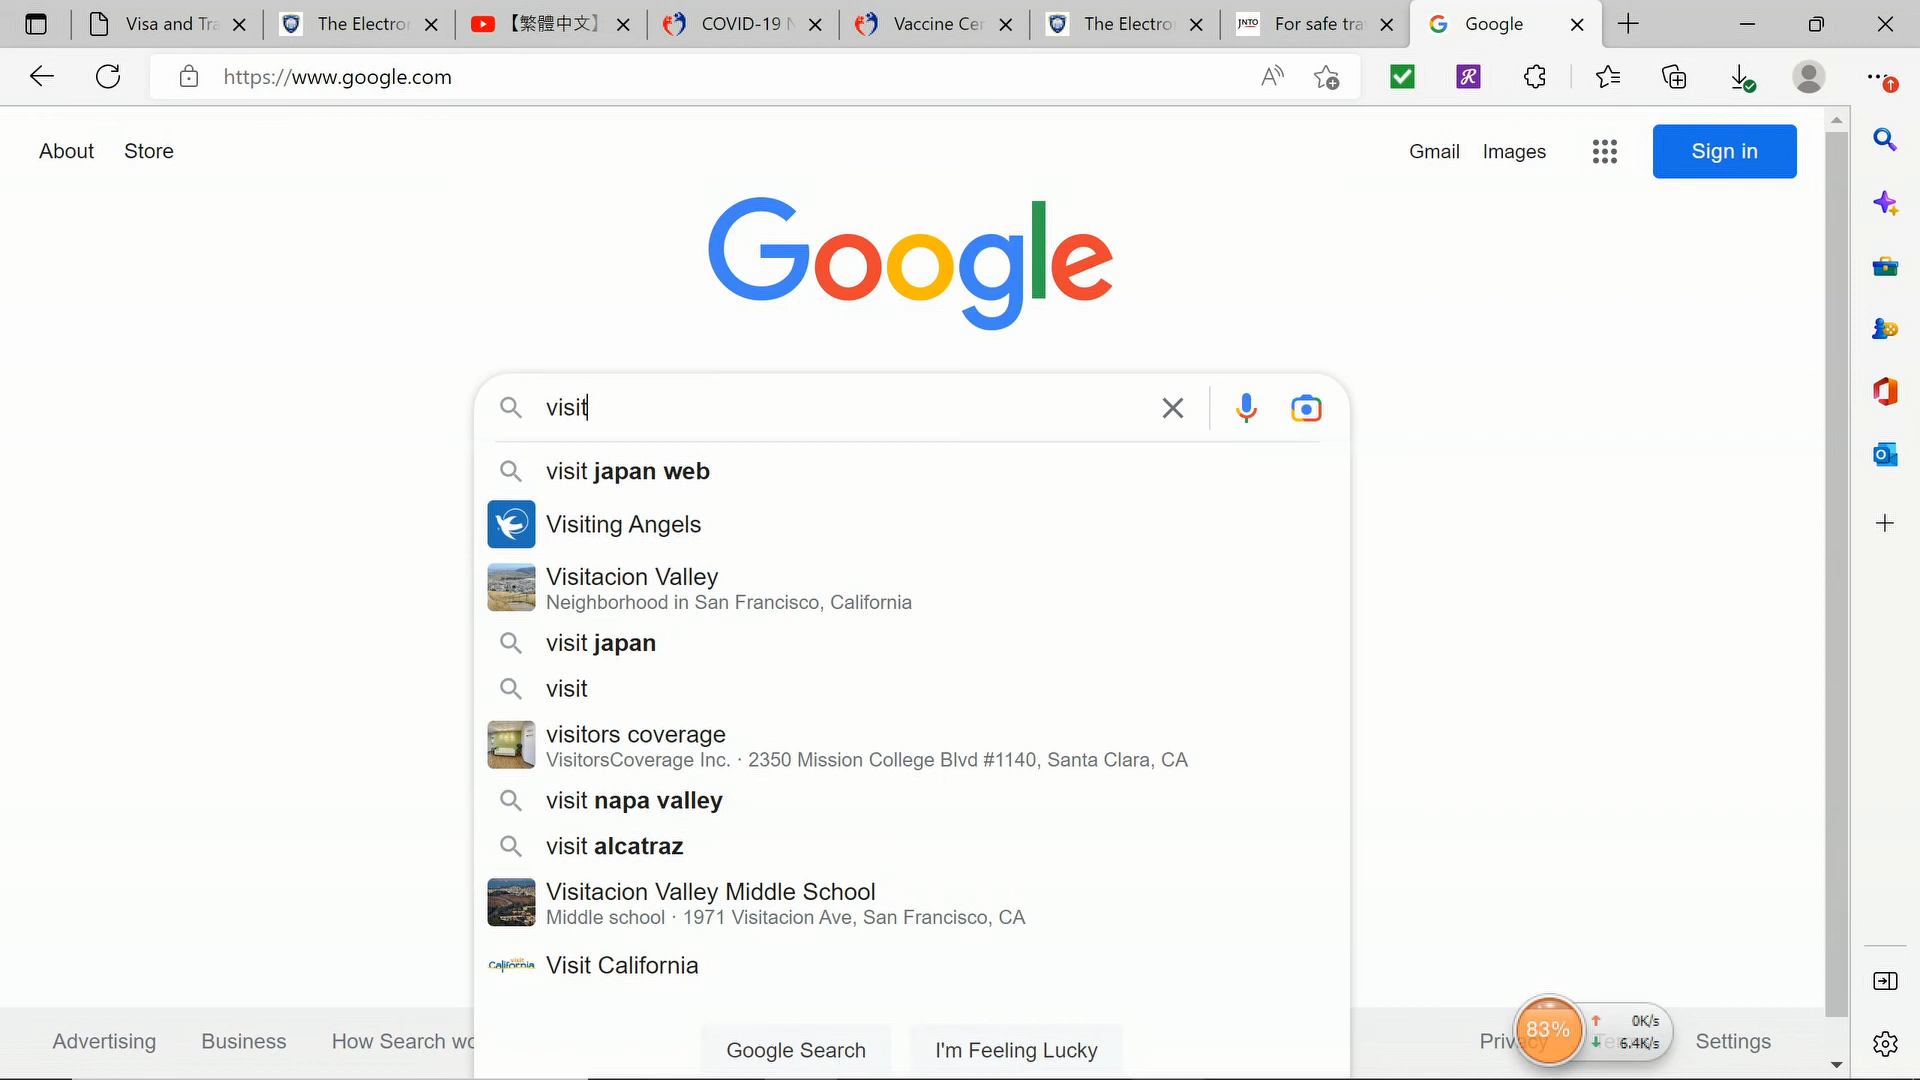 Visa and Tra
The Electro
【繁體中文】
COVID-19 N
Vaccine Cer
The Electro
JNTO
For safe tra
Google
https://www.google.com
About
Store
Gmail
Images
Sign in
Google
visit
visit japan web
Visiting Angels
Visitacion Valley
Neighborhood in San Francisco, California
visit japan
visit
visitors coverage
VisitorsCoverage Inc. · 2350 Mission College Blvd #1140, Santa Clara, CA
visit napa valley
visit alcatraz
Visitacion Valley Middle School
Middle school · 1971 Visitacion Ave, San Francisco, CA
visit
California
Visit California
Google Search
I'm Feeling Lucky
Advertising
Business
How Search wo
Privacy
83%
0K/s
6.4K/s
Settings